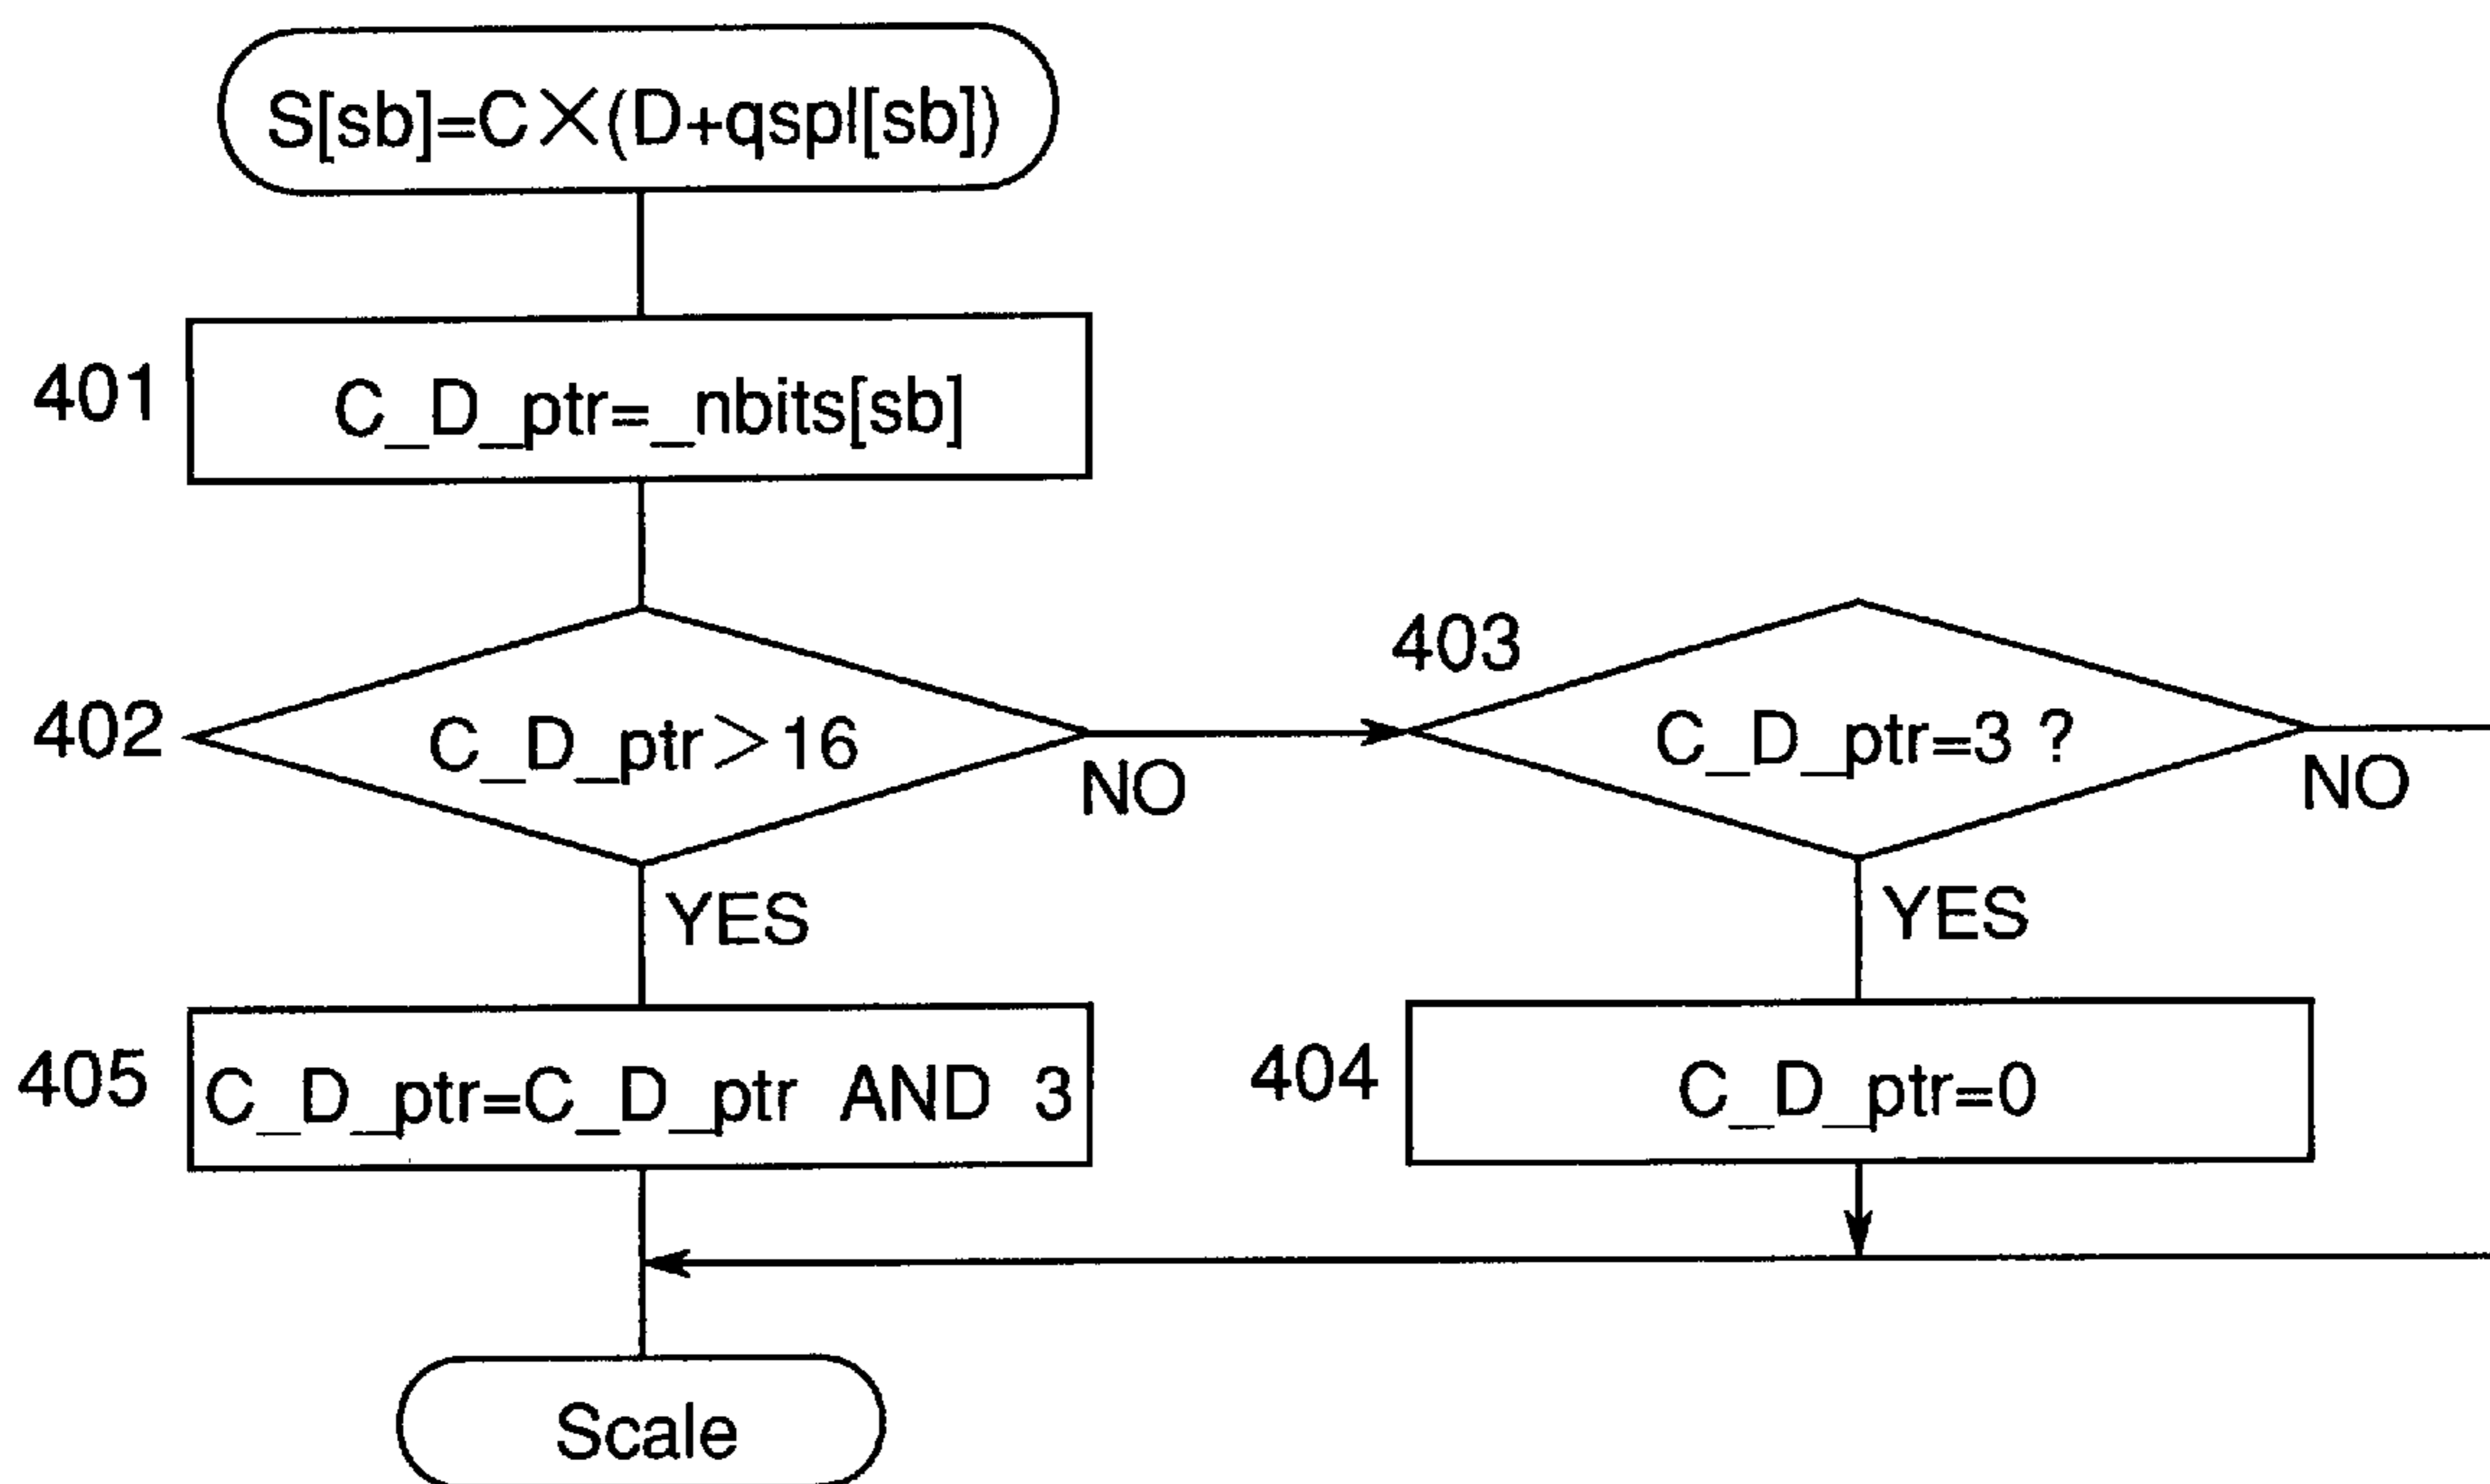 S[sb]=C×(D+qspl[sb])
401
C_D_ptr=_nbits[sb]
402
C_D_ptr>16
NO
403
C_D_ptr=3 ?
NO
YES
YES
405
C_D_ptr=C_D_ptr AND 3
404
C_D_ptr=0
Scale